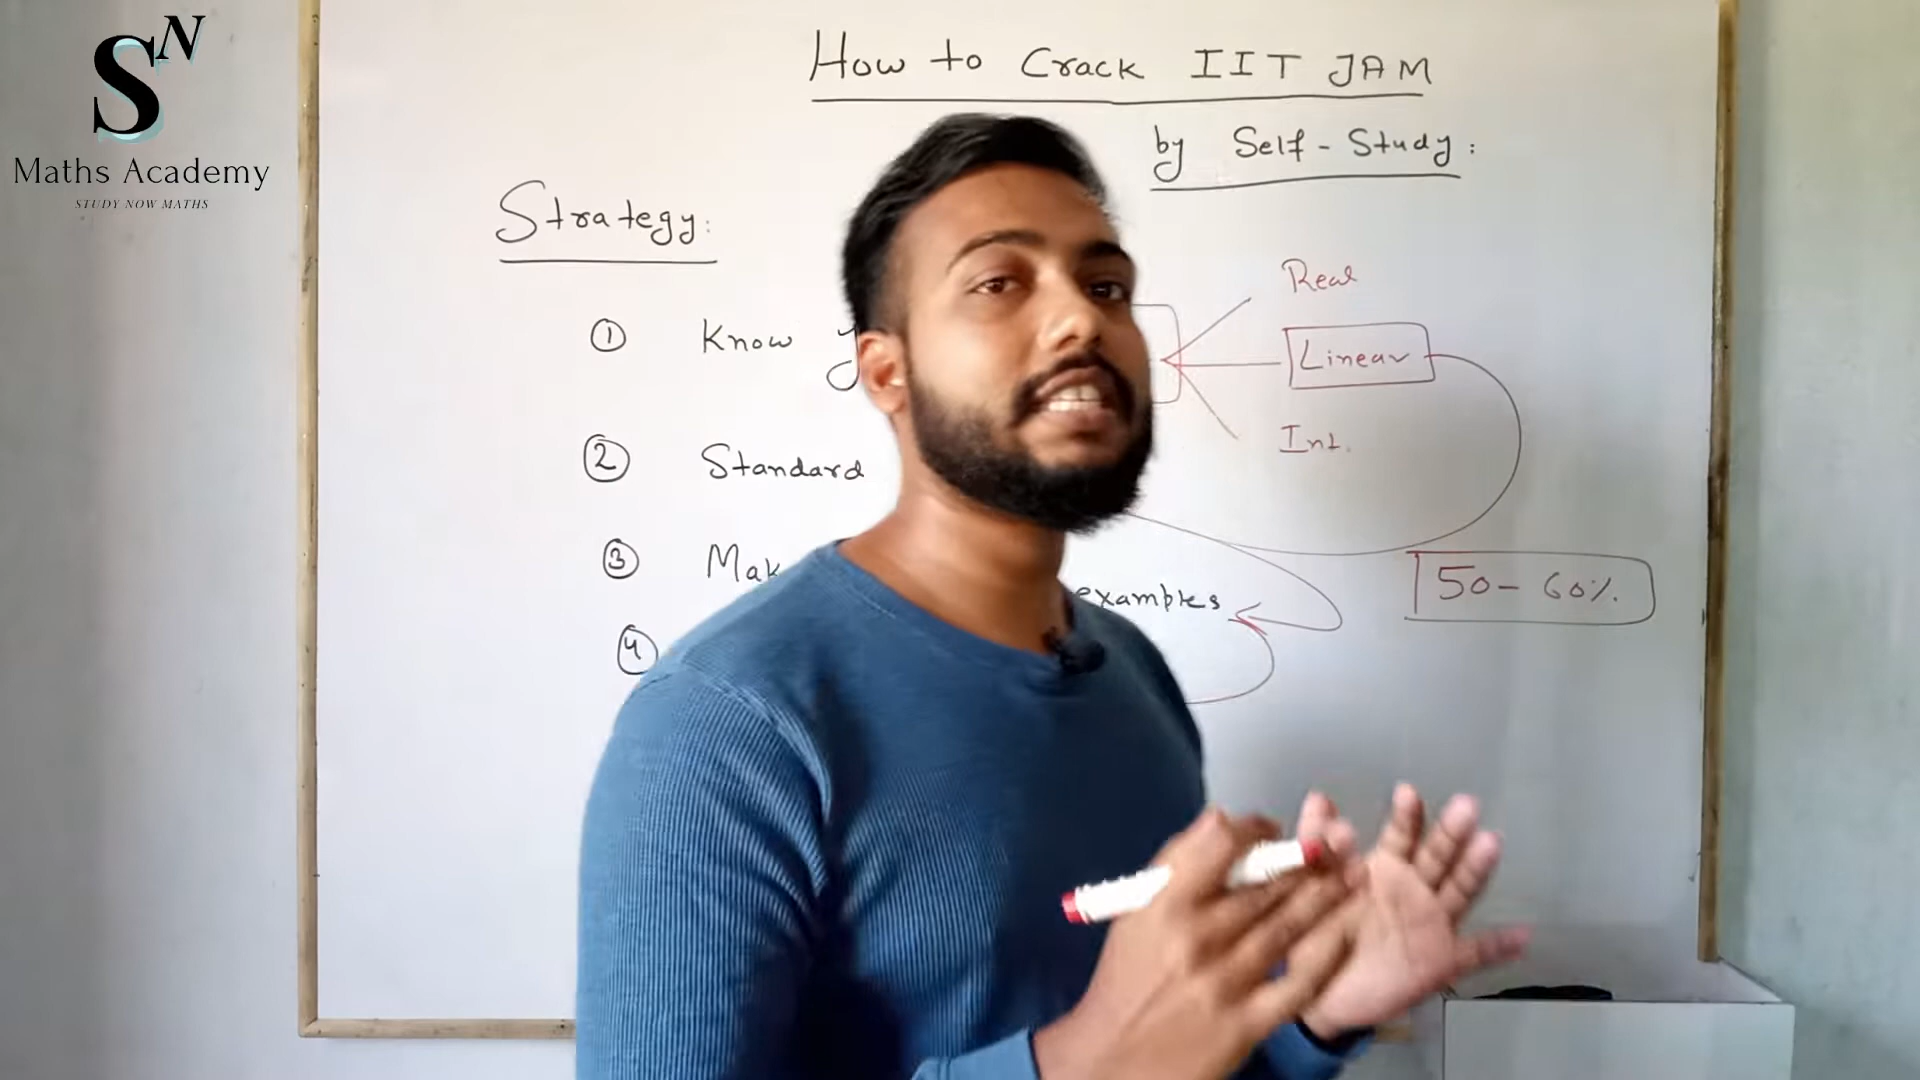 SN
Maths Academy
STUDY NOW MATHS
How to Crack IIT JAM
by Self-Study:
Strategy:
① Know
② Standard
③ Mak
④
Real
Linear
Int.
examples
50-60%